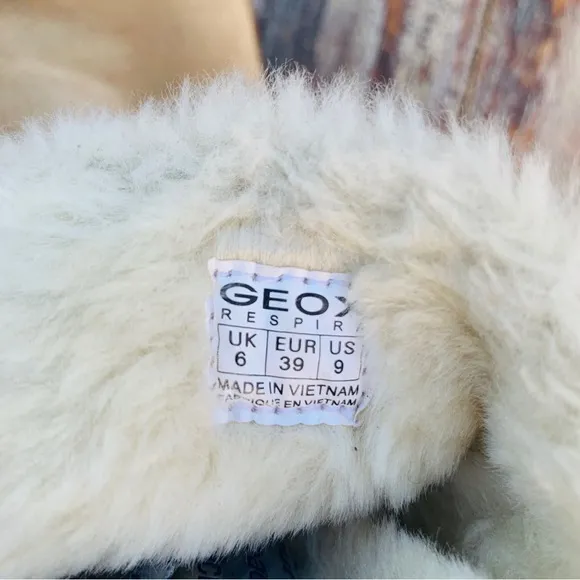 GEOX
RESPIRA
UK EUR US
6 39 9
MADE IN VIETNAM
FABRIQUE EN VIETNAM